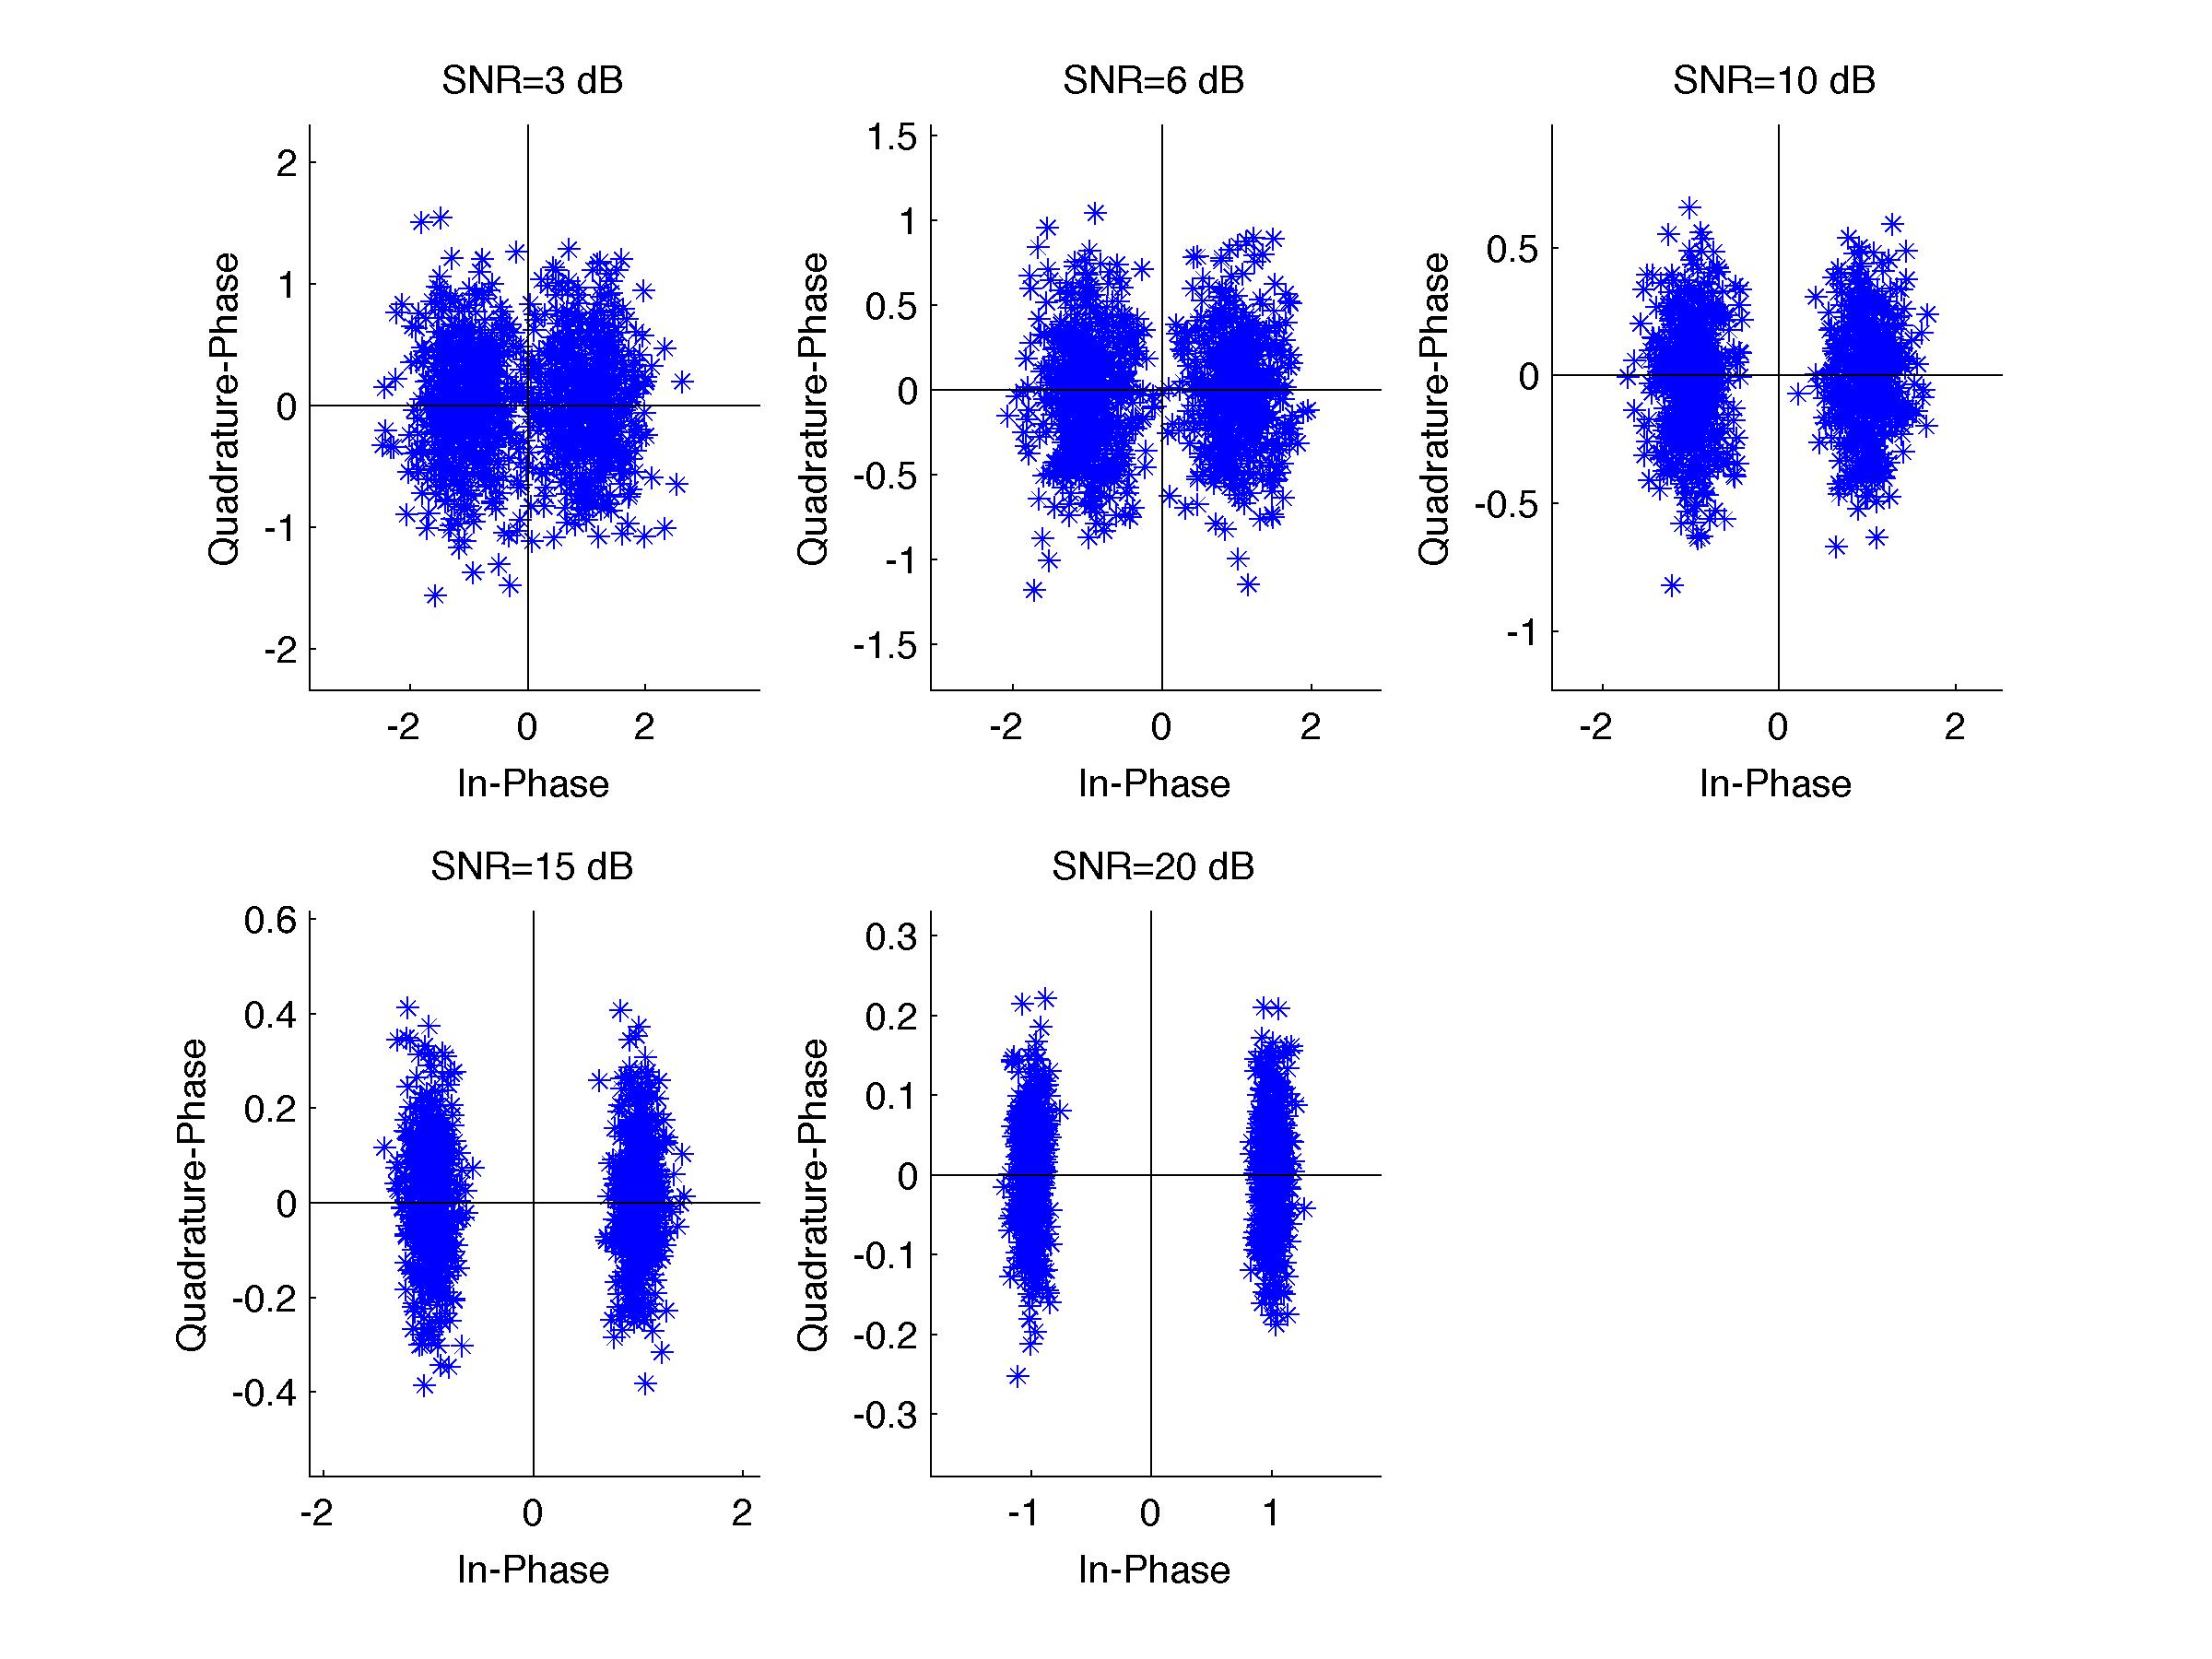 SNR=3 dB
2
1
0
-1
-2
Quadrature-Phase
-2 0 2
In-Phase
SNR=6 dB
1.5
1
0.5
0
-0.5
-1
-1.5
Quadrature-Phase
-2 0 2
In-Phase
SNR=10 dB
0.5
0
-0.5
-1
Quadrature-Phase
-2 0 2
In-Phase
SNR=15 dB
0.6
0.4
0.2
0
-0.2
-0.4
Quadrature-Phase
-2 0 2
In-Phase
SNR=20 dB
0.3
0.2
0.1
0
-0.1
-0.2
-0.3
Quadrature-Phase
-1 0 1
In-Phase